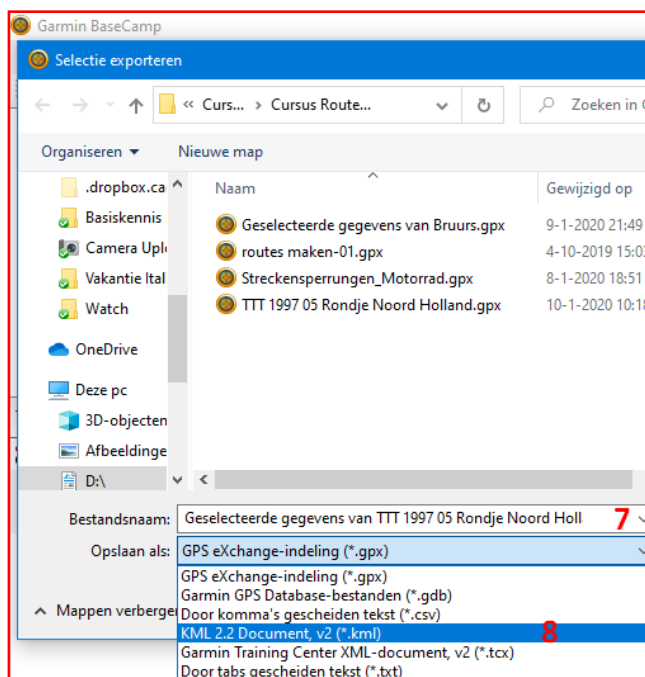 Garmin BaseCamp
Selectie exporteren
« Curs... > Cursus Route...
Zoeken in
Organiseren Nieuwe map
Naam Gewijzigd op
.dropbox.ca
Basiskennis
Camera Uplo
Vakantie Ital
Watch
OneDrive
Deze pc
3D-objecten
Afbeeldinge
D:\
Geselecteerde gegevens van Bruurs.gpx 9-1-2020 21:49
routes maken-01.gpx 4-10-2019 15:03
Streckensperrungen_Motorrad.gpx 8-1-2020 18:51
TTT 1997 05 Rondje Noord Holland.gpx 10-1-2020 10:18
Bestandsnaam: Geselecteerde gegevens van TTT 1997 05 Rondje Noord Holl 7
Opslaan als: GPS eXchange-indeling (*.gpx)
GPS eXchange-indeling (*.gpx)
Garmin GPS Database-bestanden (*.gdb)
Mappen verberge
Door komma's gescheiden tekst (*.csv)
KML 2.2 Document, v2 (*.kml) 8
Garmin Training Center XML-document, v2 (*.tcx)
Door tabs gescheiden tekst (*.txt)